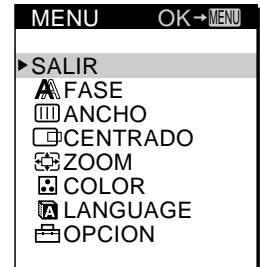 MENU OK→MENU
►SALIR
FASE
ANCHO
CENTRADO
ZOOM
COLOR
LANGUAGE
OPCION